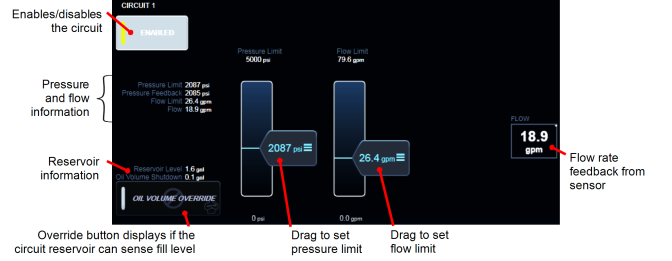 Enables/disables
the circuit
CIRCUIT 1
ENABLED
Pressure Limit
5000 psi
Flow Limit
79.6 gpm
Pressure
and flow
information
Pressure Limit 2087 psi
Pressure Feedback 2085 psi
Flow Limit 26.4 gpm
Flow 18.9 gpm
2087 psi
26.4 gpm
FLOW
18.9
gpm
Flow rate
feedback from
sensor
Reservoir
information
Reservoir Level 1.6 gal
Oil Volume Shutdown 0.1 gal
OIL VOLUME OVERRIDE
0 psi
0.0 gpm
Override button displays if the
circuit reservoir can sense fill level
Drag to set
pressure limit
Drag to set
flow limit